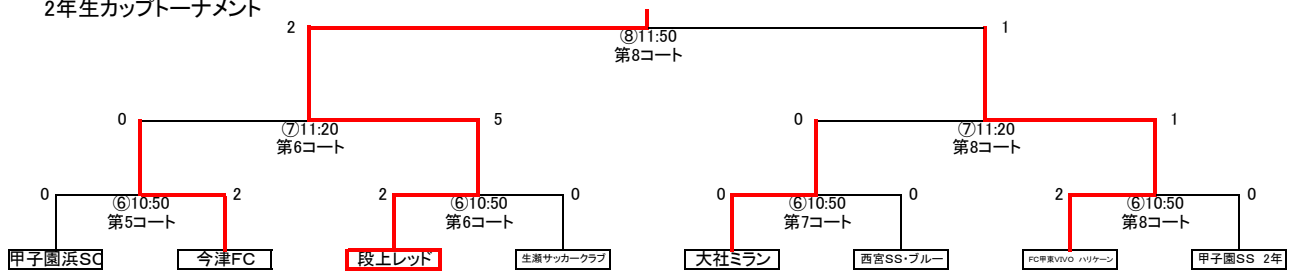 2年生カップトーナメント
2 1
⑧11:50
第8コート
0 5 0 1
⑦11:20 ⑦11:20
第6コート 第8コート
0 2 2 0 0 0 2 0
⑥10:50 ⑥10:50 ⑥10:50 ⑥10:50
第5コート 第6コート 第7コート 第8コート
甲子園浜SC 今津FC 段上レッド 生瀬サッカークラブ 大社ミラン 西宮SS・ブルー FC甲東VIVO ハリケーン 甲子園SS 2年